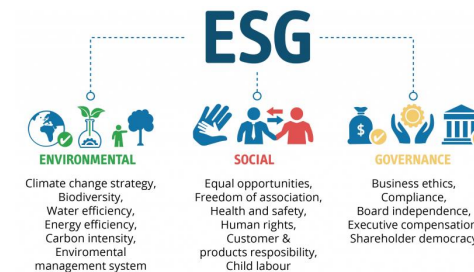 ESG
ENVIRONMENTAL
Climate change strategy,
Biodiversity,
Water efficiency,
Energy efficiency,
Carbon intensity,
Enviromental
management system
SOCIAL
Equal opportunities,
Freedom of association,
Health and safety,
Human rights,
Customer &
products resposibility,
Child labour
GOVERNANCE
Business ethics,
Compliance,
Board independence,
Executive compensation
Shareholder democracy